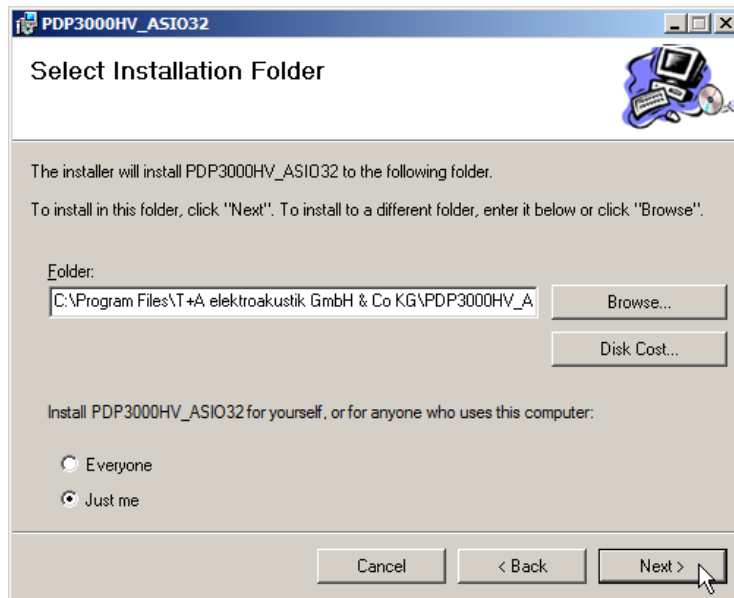 PDP3000HV_ASIO32
Select Installation Folder
The installer will install PDP3000HV_ASIO32 to the following folder.
To install in this folder, click "Next". To install to a different folder, enter it below or click "Browse".
Folder:
C:\Program Files\T+A elektroakustik GmbH & Co KG\PDP3000HV_A
Browse...
Disk Cost...
Install PDP3000HV_ASIO32 for yourself, or for anyone who uses this computer:
Everyone
Just me
Cancel
< Back
Next >